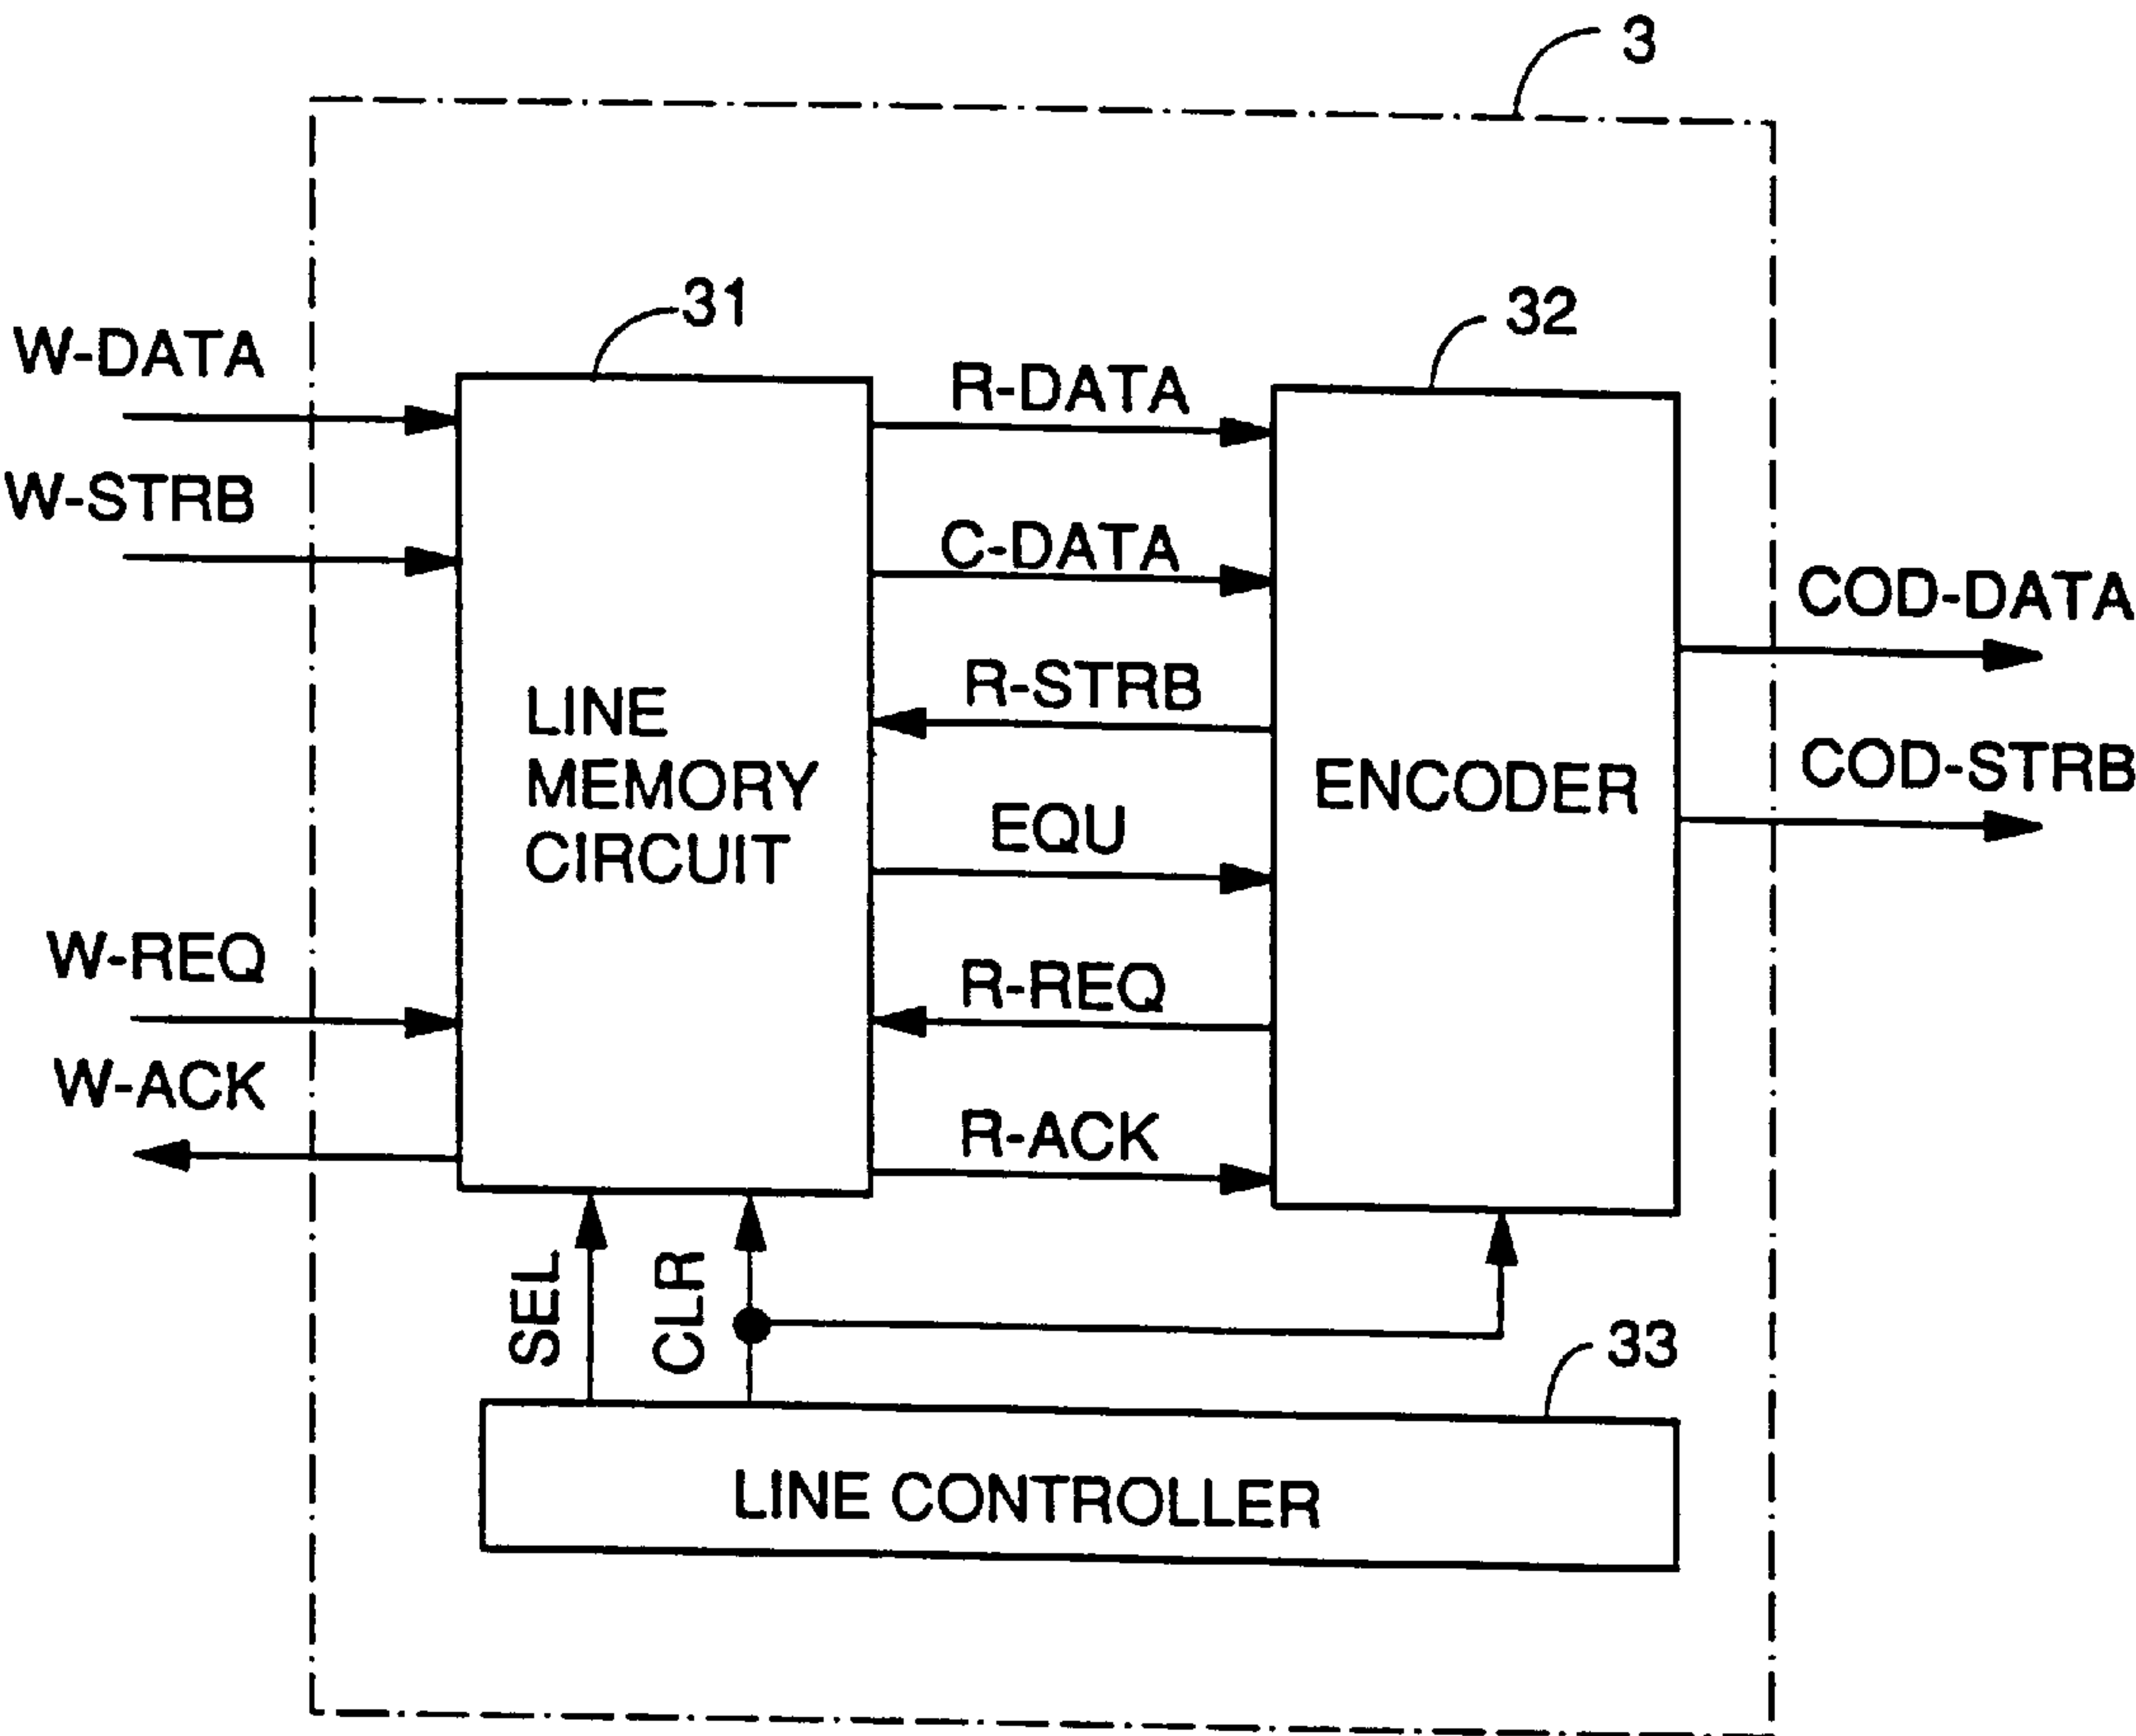 3
31
32
W-DATA
R-DATA
W-STRB
C-DATA
COD-DATA
R-STRB
LINE
MEMORY
CIRCUIT
ENCODER
COD-STRB
EQU
W-REQ
R-REQ
W-ACK
R-ACK
SEL
CLR
33
LINE CONTROLLER